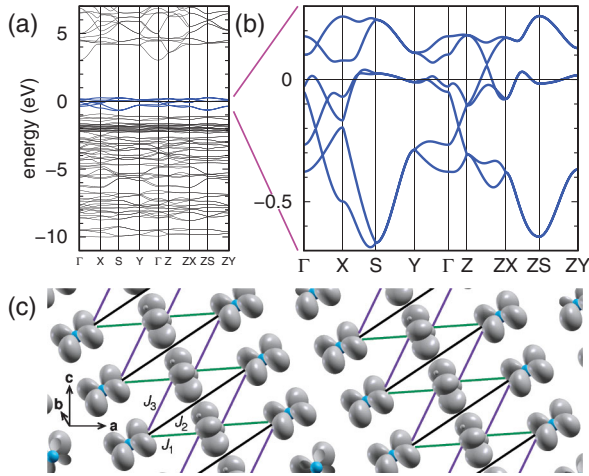 (a)
energy (eV)
5
0
−5
−10
Γ X S Y Γ Z ZX ZS ZY
(b)
0
−0.5
Γ X S Y Γ Z ZX ZS ZY
(c)
c
b
a
J3
J2
J1